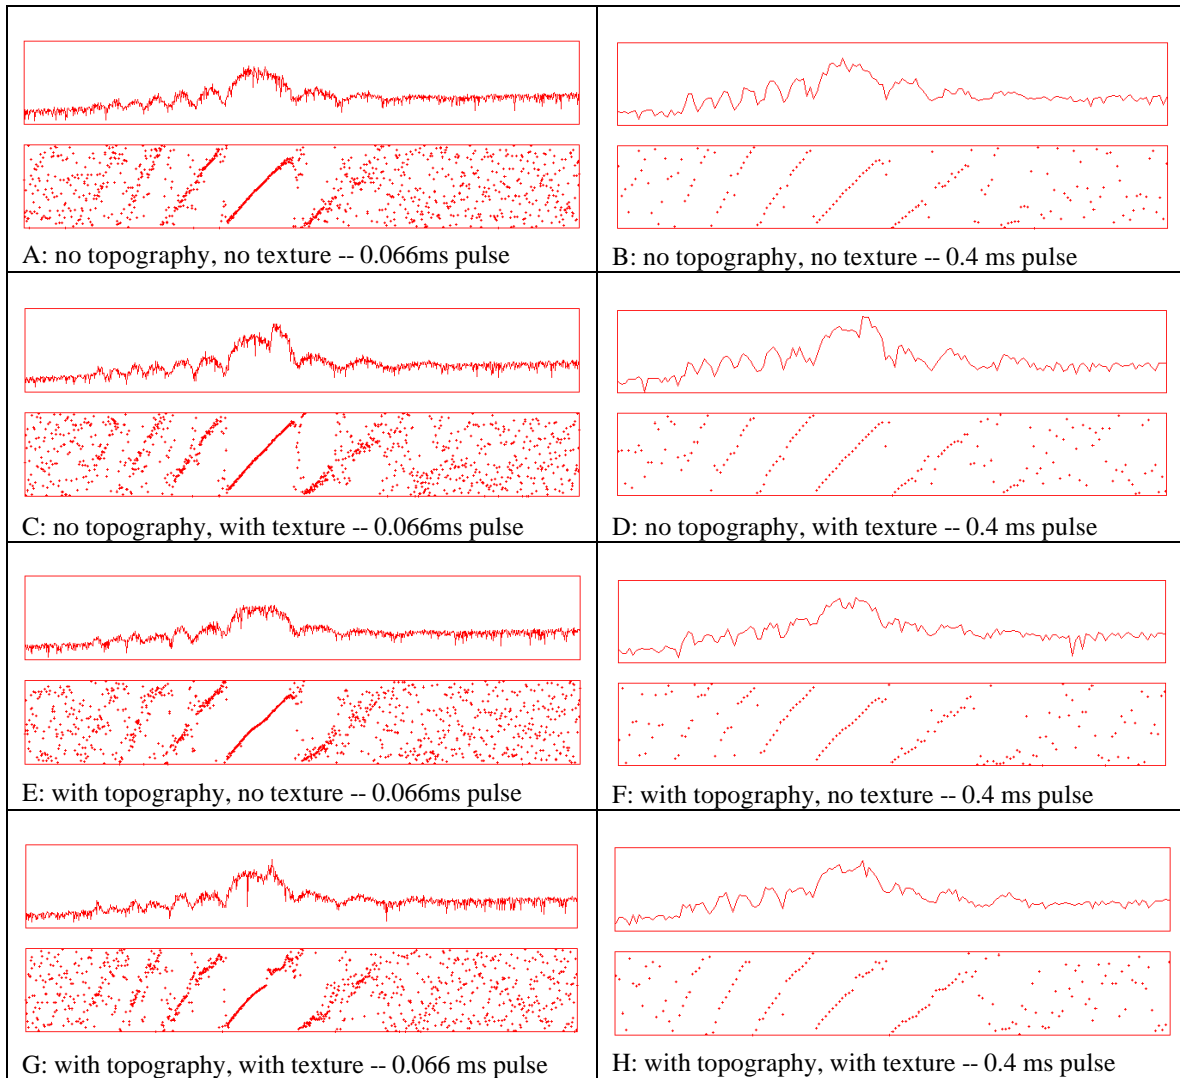 A: no topography, no texture -- 0.066ms pulse
B: no topography, no texture -- 0.4 ms pulse
C: no topography, with texture -- 0.066ms pulse
D: no topography, with texture -- 0.4 ms pulse
E: with topography, no texture -- 0.066ms pulse
F: with topography, no texture -- 0.4 ms pulse
G: with topography, with texture -- 0.066 ms pulse
H: with topography, with texture -- 0.4 ms pulse